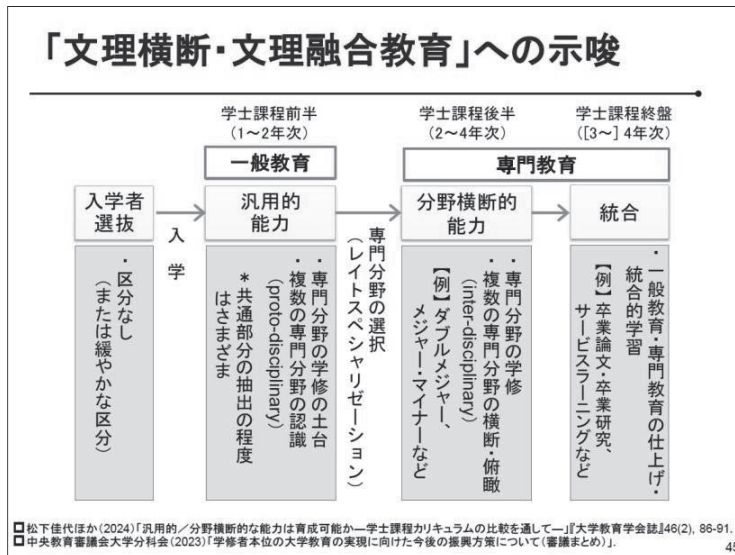 「文理横断・文理融合教育」への示唆
学士課程前半
(1~2年次)
学士課程後半
(2~4年次)
学士課程終盤
([3~] 4年次)
一般教育
専門教育
入学者
選抜
入学
汎用的
能力
専門分野の選択
(レイトスペシャリゼーション)
分野横断的
能力
統合
・区分なし
(または緩やかな区分)
・専門分野の学修の土台
・複数の専門分野の認識
(proto-disciplinary)
*共通部分の抽出の程度
はさまざま
・専門分野の学修
・複数の専門分野の横断・俯瞰
(inter-disciplinary)
【例】ダブルメジャー、
メジャー・マイナーなど
・一般教育・専門教育の仕上げ・
統合的学習
【例】卒業論文・卒業研究、
サービスラーニングなど
松下佳代ほか(2024)「汎用的/分野横断的な能力は育成可能か―学士課程カリキュラムの比較を通して―」『大学教育学会誌』46(2), 86-91.
中央教育審議会大学分科会(2023)「学修者本位の大学教育の実現に向けた今後の振興方策について(審議まとめ)」.
45